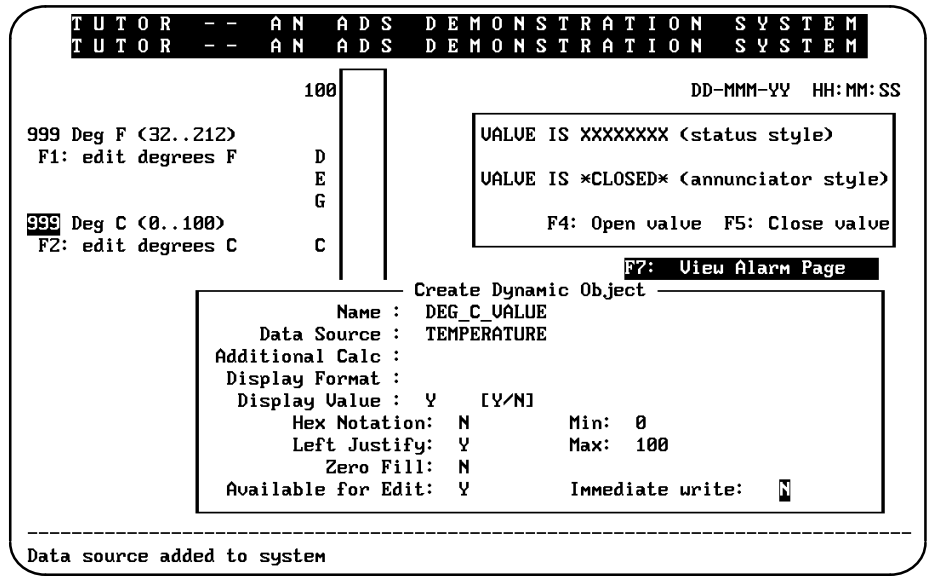 T U T O R -- A N A D S D E M O N S T R A T I O N S Y S T E M
T U T O R -- A N A D S D E M O N S T R A T I O N S Y S T E M
100
DD-MMM-YY HH:MM:SS
999 Deg F (32..212)
VALUE IS XXXXXXXX (status style)
F1: edit degrees F
D
E
G
C
VALUE IS *CLOSED* (annunciator style)
999 Deg C (0..100)
F4: Open value F5: Close value
F2: edit degrees C
F7: View Alarm Page
Create Dynamic Object
Name : DEG_C_VALUE
Data Source : TEMPERATURE
Additional Calc :
Display Format :
Display Value : Y [Y/N]
Hex Notation: N Min: 0
Left Justify: Y Max: 100
Zero Fill: N
Available for Edit: Y Immediate write: N
Data source added to system